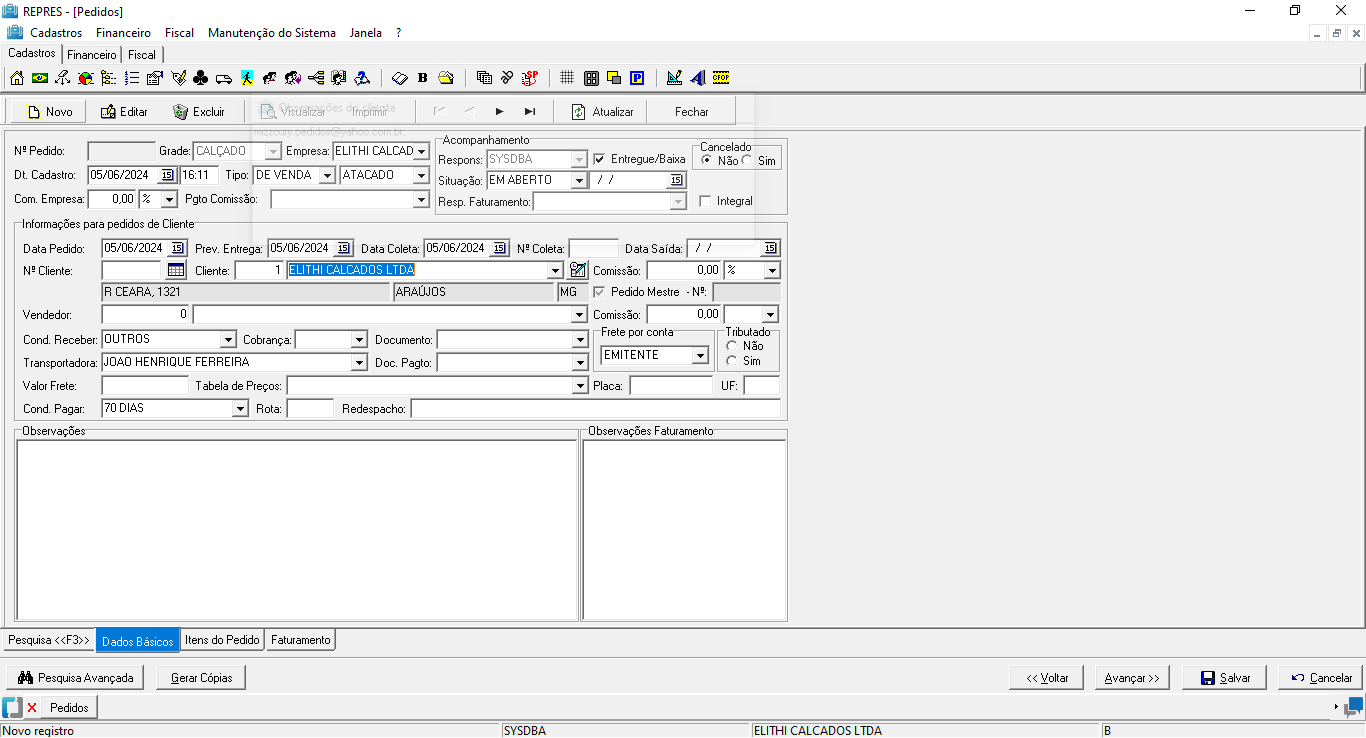 REPRES - [Pedidos]
Cadastros Financeiro Fiscal Manutenção do Sistema Janela ?
Cadastros Financeiro Fiscal
B SP P CFOP
Novo Editar Excluir Visualizar Imprimir Atualizar Fechar
Observações do cliente
mizzoury.pedidos@yahoo.com.br
Nº Pedido: Grade: CALÇADO Empresa: ELITHI CALCAD
Dt. Cadastro: 05/06/2024 15 16:11 Tipo: DE VENDA ATACADO
Com. Empresa: 0,00 % Pgto Comissão:
Acompanhamento
Respons: SYSDBA Entregue/Baixa
Situação: EM ABERTO / / 15
Resp. Faturamento: Integral
Cancelado
Não Sim
Informações para pedidos de Cliente
Data Pedido: 05/06/2024 15 Prev. Entrega: 05/06/2024 15 Data Coleta: 05/06/2024 15 Nº Coleta: Data Saída: / / 15
Nº Cliente: Cliente: 1 ELITHI CALCADOS LTDA Comissão: 0,00 %
R CEARA, 1321 ARAÚJOS MG Pedido Mestre - Nº:
Vendedor: 0 Comissão: 0,00
Cond. Receber: OUTROS Cobrança: Documento:
Transportadora: JOAO HENRIQUE FERREIRA Doc. Pagto:
Frete por conta
EMITENTE
Tributado
Não
Sim
Valor Frete: Tabela de Preços: Placa: UF:
Cond. Pagar: 70 DIAS Rota: Redespacho:
Observações Observações Faturamento
Pesquisa <<F3>> Dados Básicos Itens do Pedido Faturamento
Pesquisa Avançada Gerar Cópias << Voltar Avançar >> Salvar Cancelar
Pedidos
Novo registro SYSDBA ELITHI CALCADOS LTDA B